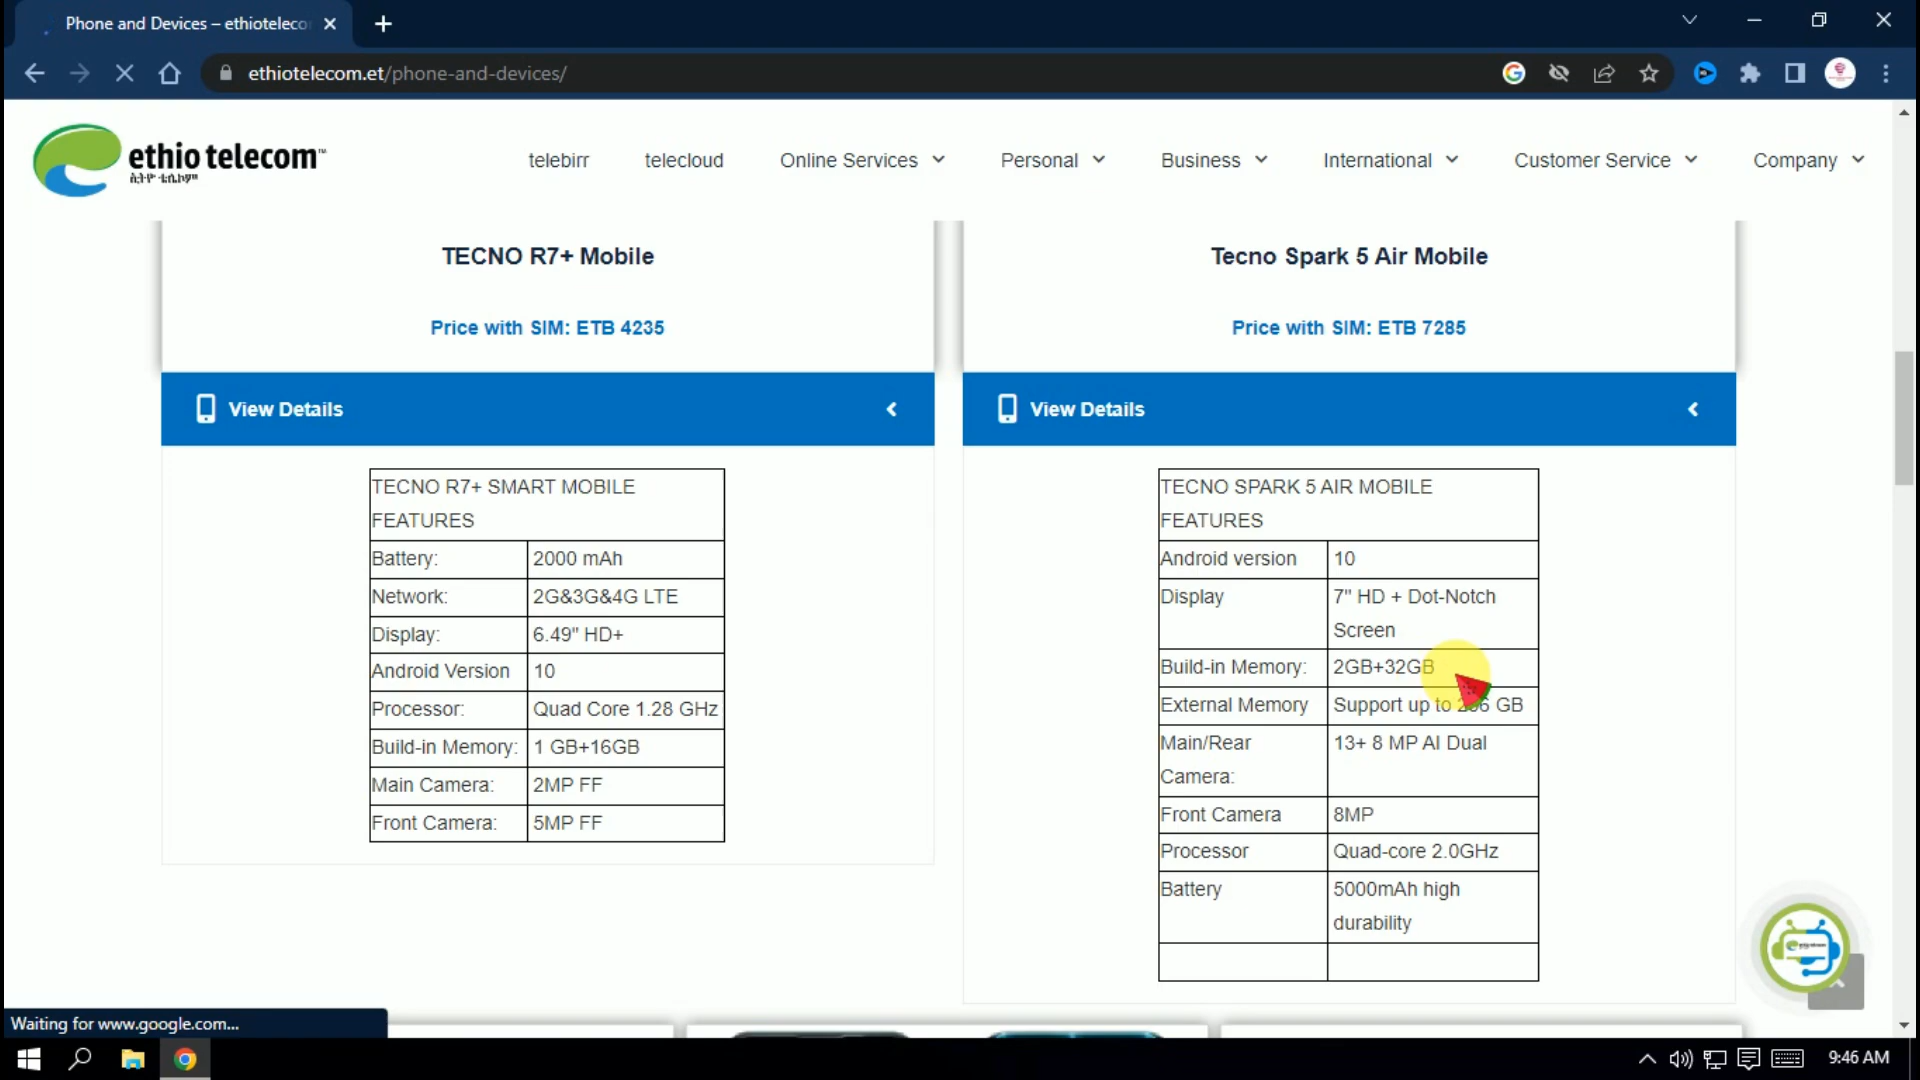 Phone and Devices – ethioteleco
ethiotelecom.et/phone-and-devices/
ethio telecom™
ኢትዮ ቴሌኮም
telebirr
telecloud
Online Services
Personal
Business
International
Customer Service
Company
TECNO R7+ Mobile
Price with SIM: ETB 4235
View Details
TECNO R7+ SMART MOBILE
FEATURES
Battery: 2000 mAh
Network: 2G&3G&4G LTE
Display: 6.49" HD+
Android Version 10
Processor: Quad Core 1.28 GHz
Build-in Memory: 1 GB+16GB
Main Camera: 2MP FF
Front Camera: 5MP FF
Tecno Spark 5 Air Mobile
Price with SIM: ETB 7285
View Details
TECNO SPARK 5 AIR MOBILE
FEATURES
Android version 10
Display 7" HD + Dot-Notch
Screen
Build-in Memory: 2GB+32GB
External Memory Support up to GB
Main/Rear 13+ 8 MP AI Dual
Camera:
Front Camera 8MP
Processor Quad-core 2.0GHz
Battery 5000mAh high
durability
Waiting for www.google.com...
9:46 AM